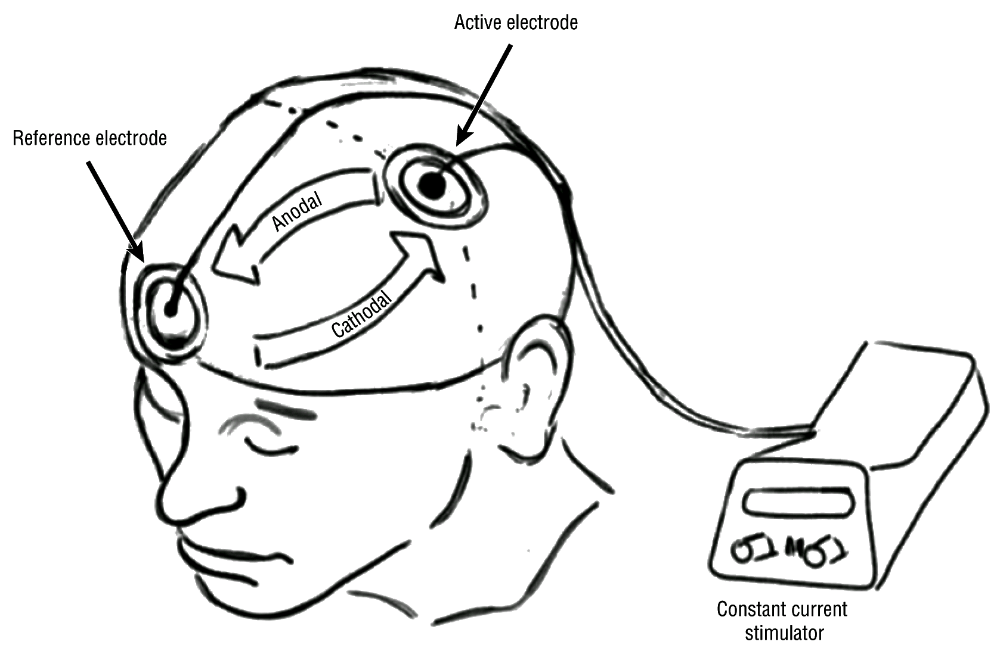 Active electrode
Reference electrode
Anodal
Cathodal
Constant current
stimulator